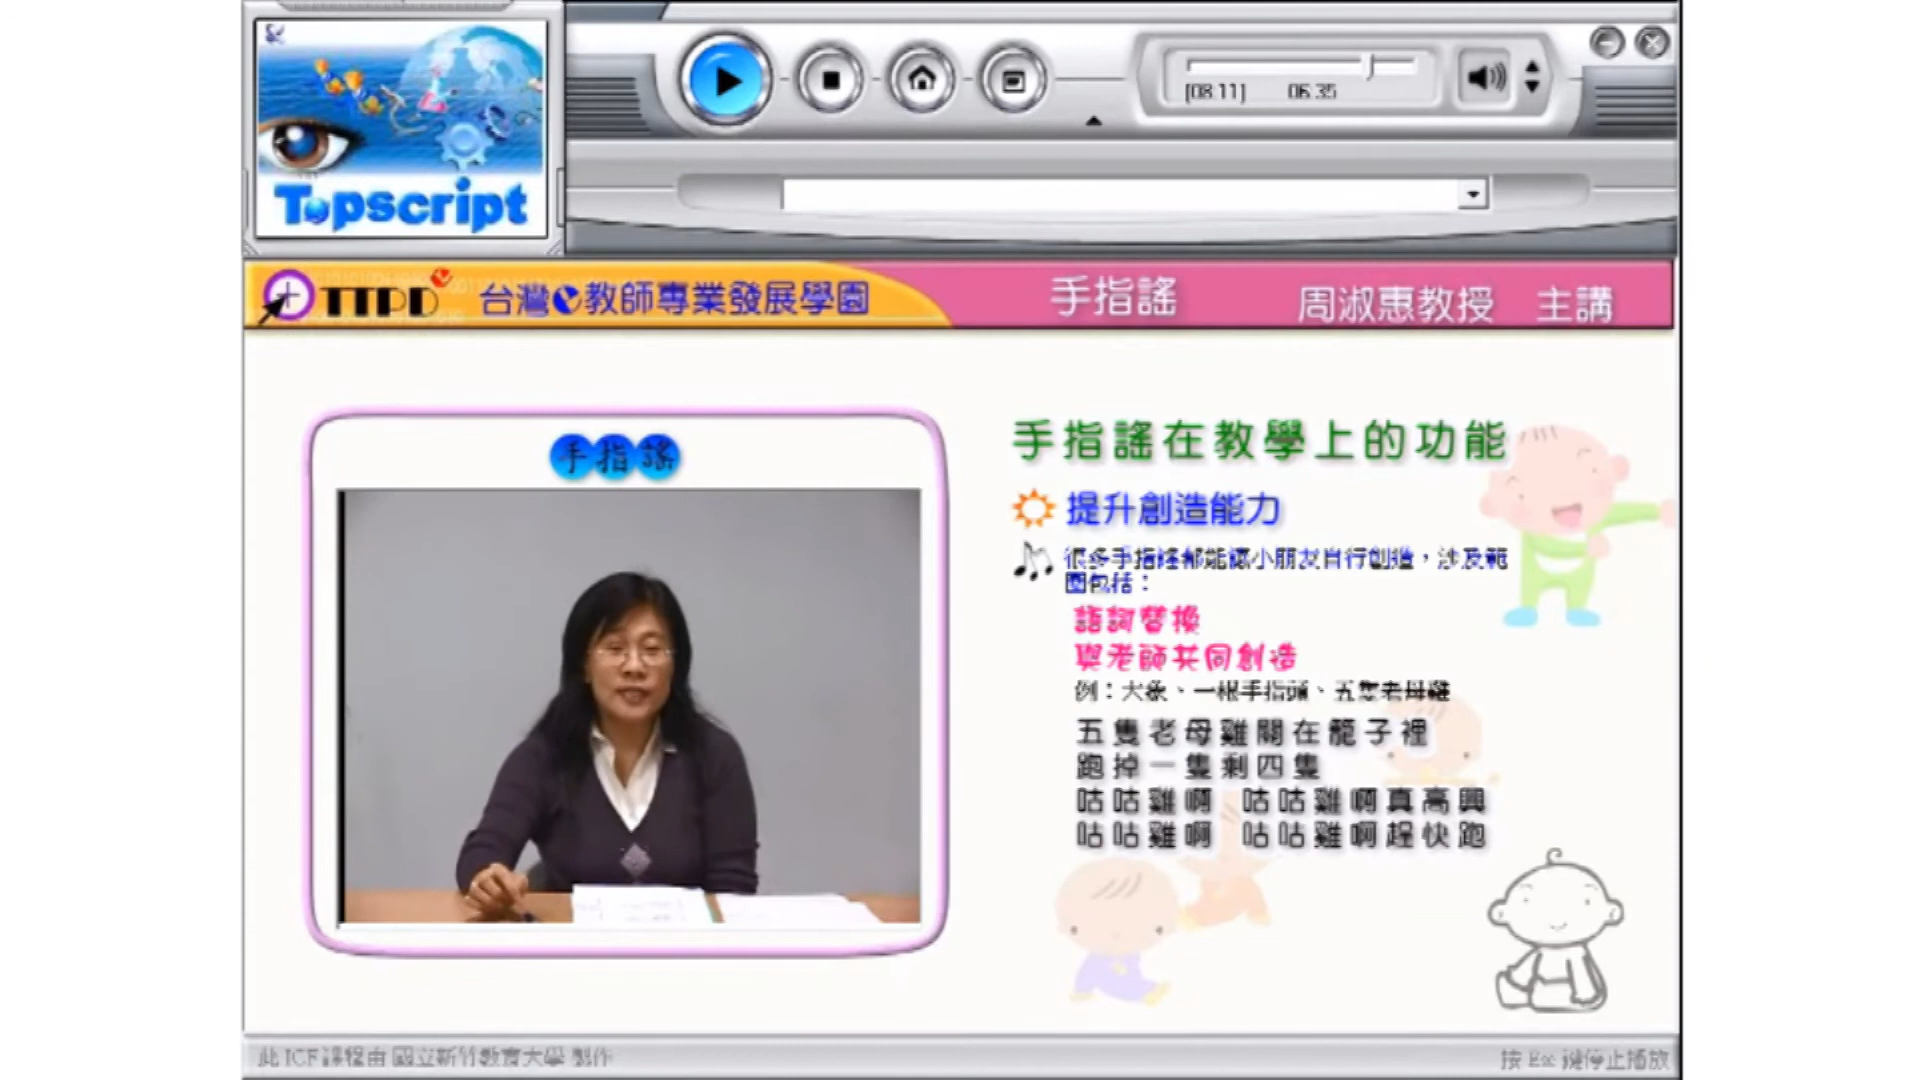 Topscript
[08:11] 06:35
TTPD 台灣e教師專業發展學園
手指謠
周淑惠教授 主講
手指謠
手指謠在教學上的功能
提升創造能力
很多手指謠都能讓小朋友自行創造，涉及範
圍包括：
語詞替換
與老師共同創造
例：大象、一根手指頭、五隻老母雞
五隻老母雞關在籠子裡
跑掉一隻剩四隻
咕咕雞啊 咕咕雞啊真高興
咕咕雞啊 咕咕雞啊趕快跑
此 ICF 課程由 國立新竹教育大學 製作
按 Esc 鍵停止播放